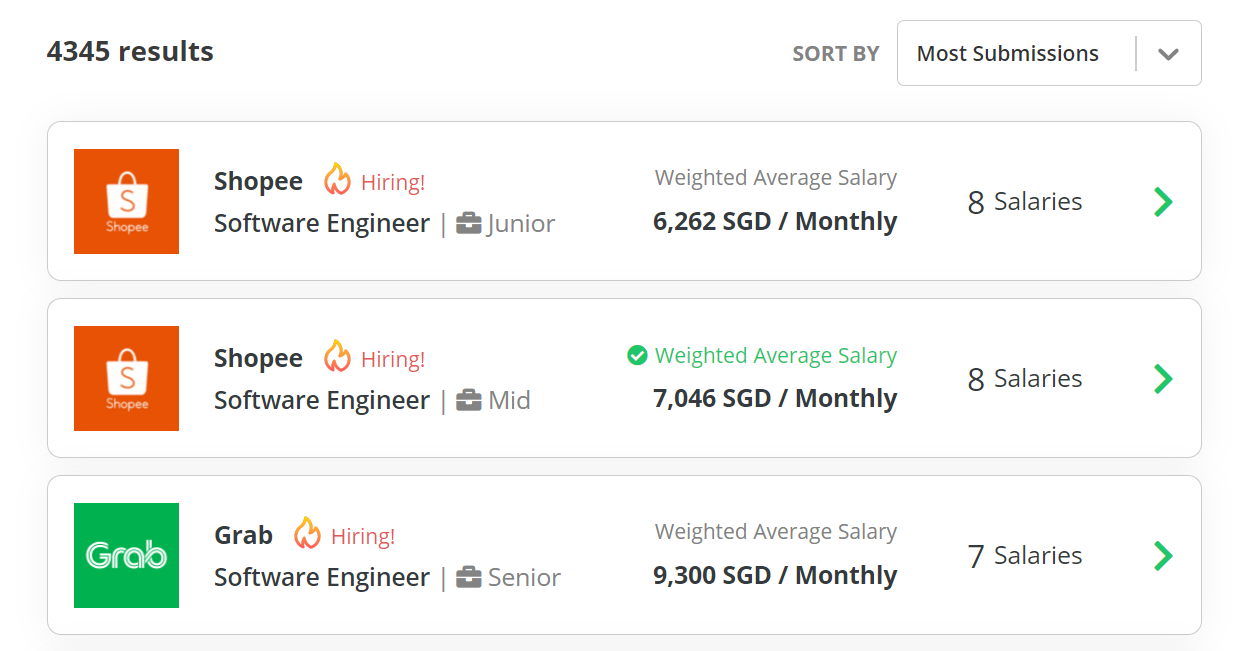 4345 results
SORT BY Most Submissions
Shopee Hiring! Weighted Average Salary
S
Shopee
Software Engineer | Junior 6,262 SGD / Monthly 8 Salaries
Shopee Hiring! Weighted Average Salary
S
Shopee
Software Engineer | Mid 7,046 SGD / Monthly 8 Salaries
Grab Hiring! Weighted Average Salary
Grab
Software Engineer | Senior 9,300 SGD / Monthly 7 Salaries